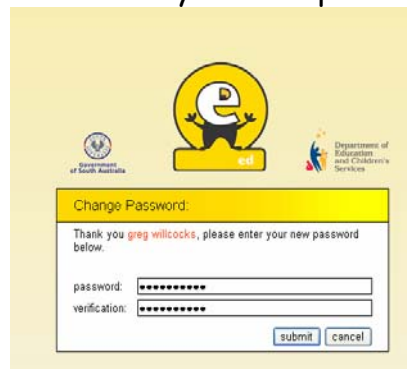 e
ed
Government
of South Australia
Department of
Education
and Children's
Services
Change Password:
Thank you greg willcocks, please enter your new password
below.
password: ●●●●●●●●●●
verification: ●●●●●●●●●●
submit cancel